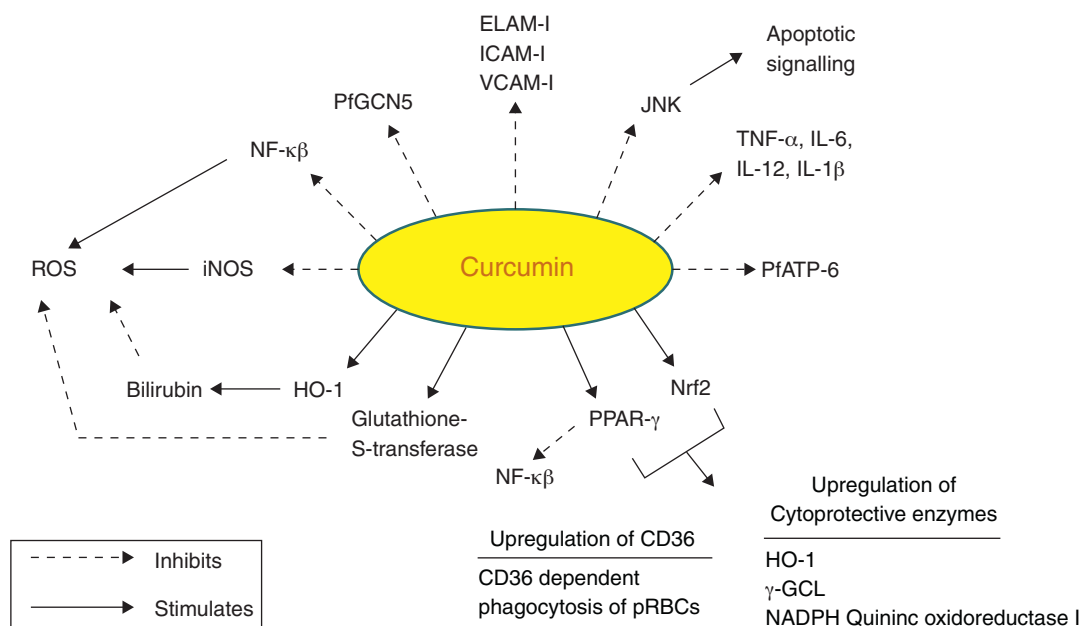 ELAM-I
ICAM-I
VCAM-I
Apoptotic
signalling
PfGCN5
JNK
NF-κβ
TNF-α, IL-6,
IL-12, IL-1β
ROS
iNOS
Curcumin
PfATP-6
Bilirubin
HO-1
Nrf2
Glutathione-
S-transferase
PPAR-γ
NF-κβ
Upregulation of
Cytoprotective enzymes
HO-1
γ-GCL
NADPH Quininc oxidoreductase I
Upregulation of CD36
CD36 dependent
phagocytosis of pRBCs
Inhibits
Stimulates